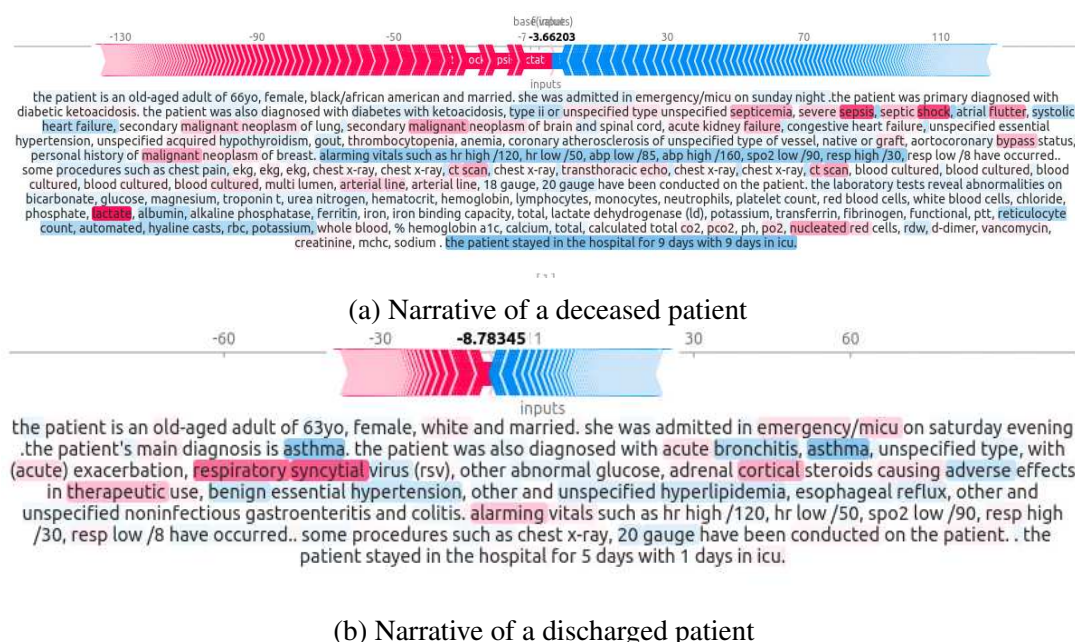 base value
-130 -90 -50 -7 -3.66203 30 70 110
inputs
the patient is an old-aged adult of 66yo, female, black/african american and married. she was admitted in emergency/micu on sunday night .the patient was primary diagnosed with
diabetic ketoacidosis. the patient was also diagnosed with diabetes with ketoacidosis, type ii or unspecified type unspecified septicemia, severe sepsis, septic shock, atrial flutter, systolic
heart failure, secondary malignant neoplasm of lung, secondary malignant neoplasm of brain and spinal cord, acute kidney failure, congestive heart failure, unspecified essential
hypertension, unspecified acquired hypothyroidism, gout, thrombocytopenia, anemia, coronary atherosclerosis of unspecified type of vessel, native or graft, aortocoronary bypass status,
personal history of malignant neoplasm of breast. alarming vitals such as hr high /120, hr low /50, abp low /85, abp high /160, spo2 low /90, resp high /30, resp low /8 have occurred..
some procedures such as chest pain, ekg, ekg, ekg, chest x-ray, chest x-ray, ct scan, chest x-ray, transthoracic echo, chest x-ray, chest x-ray, ct scan, blood cultured, blood cultured, blood
cultured, blood cultured, blood cultured, multi lumen, arterial line, arterial line, 18 gauge, 20 gauge have been conducted on the patient. the laboratory tests reveal abnormalities on
bicarbonate, glucose, magnesium, troponin t, urea nitrogen, hematocrit, hemoglobin, lymphocytes, monocytes, neutrophils, platelet count, red blood cells, white blood cells, chloride,
phosphate, lactate, albumin, alkaline phosphatase, ferritin, iron, iron binding capacity, total, lactate dehydrogenase (ld), potassium, transferrin, fibrinogen, functional, ptt, reticulocyte
count, automated, hyaline casts, rbc, potassium, whole blood, % hemoglobin a1c, calcium, total, calculated total co2, pco2, ph, po2, nucleated red cells, rdw, d-dimer, vancomycin,
creatinine, mchc, sodium . the patient stayed in the hospital for 9 days with 9 days in icu.
(a) Narrative of a deceased patient
-60 -30 -8.78345 1 30 60
inputs
the patient is an old-aged adult of 63yo, female, white and married. she was admitted in emergency/micu on saturday evening
.the patient's main diagnosis is asthma. the patient was also diagnosed with acute bronchitis, asthma, unspecified type, with
(acute) exacerbation, respiratory syncytial virus (rsv), other abnormal glucose, adrenal cortical steroids causing adverse effects
in therapeutic use, benign essential hypertension, other and unspecified hyperlipidemia, esophageal reflux, other and
unspecified noninfectious gastroenteritis and colitis. alarming vitals such as hr high /120, hr low /50, spo2 low /90, resp high
/30, resp low /8 have occurred.. some procedures such as chest x-ray, 20 gauge have been conducted on the patient. . the
patient stayed in the hospital for 5 days with 1 days in icu.
(b) Narrative of a discharged patient